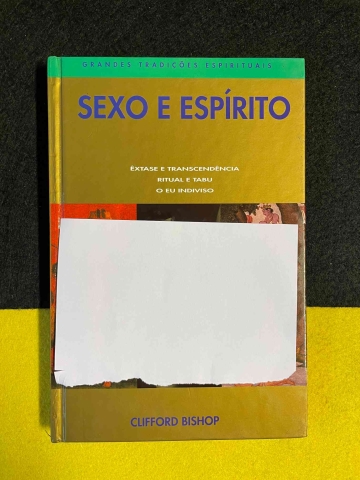 GRANDES TRADIÇÕES ESPIRITUAIS
SEXO E ESPÍRITO
ÊXTASE E TRANSCENDÊNCIA
RITUAL E TABU
O EU INDIVISO
CLIFFORD BISHOP